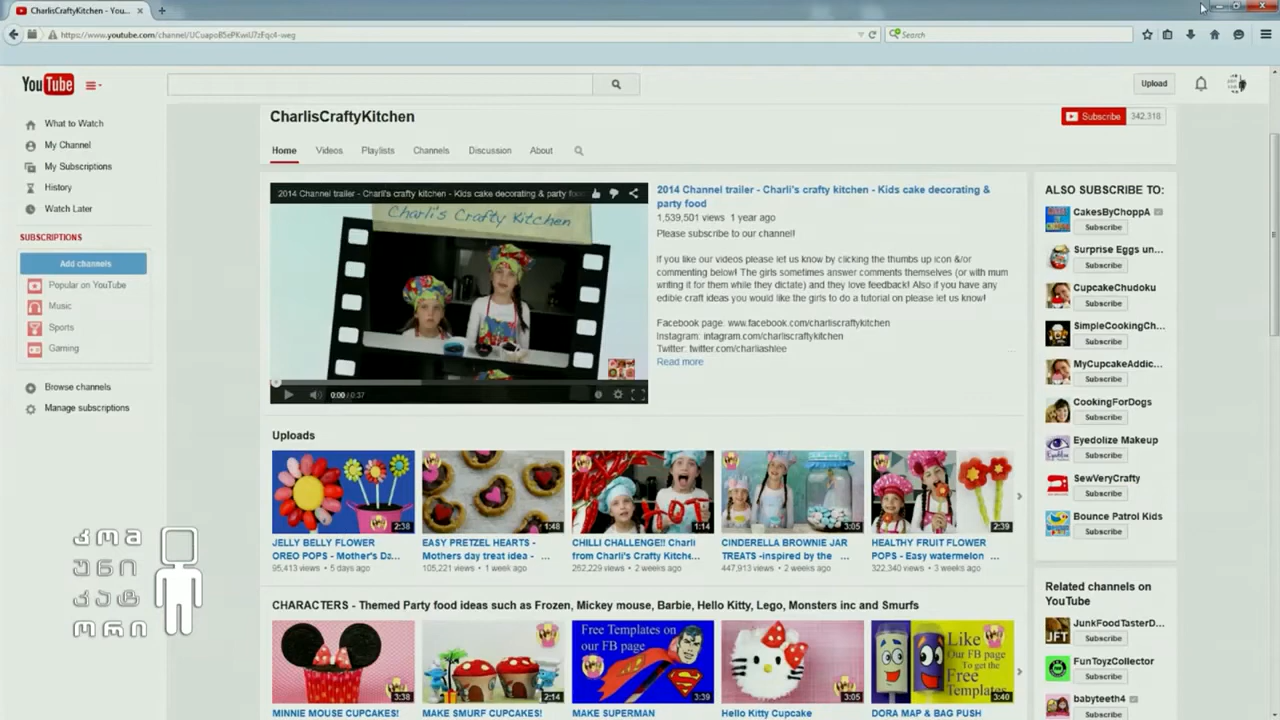 CharlisCraftyKitchen - You...
Search
YouTube
Upload
What to Watch
My Channel
My Subscriptions
History
Watch Later
SUBSCRIPTIONS
Add channels
Popular on YouTube
Music
Sports
Gaming
Browse channels
Manage subscriptions
კომ
უნი
კატ
ორი
CharlisCraftyKitchen
Subscribe 342,318
Home Videos Playlists Channels Discussion About
2014 Channel trailer - Charli's crafty kitchen - Kids cake decorating & party foo
Charli's Crafty Kitchen
0:00 / 0:37
2014 Channel trailer - Charli's crafty kitchen - Kids cake decorating &
party food
1,539,501 views 1 year ago
Please subscribe to our channel!
If you like our videos please let us know by clicking the thumbs up icon &/or
commenting below! The girls sometimes answer comments themselves (or with mum
writing it for them while they dictate) and they love feedback! Also if you have any
edible craft ideas you would like the girls to do a tutorial on please let us know!
Facebook page: www.facebook.com/charliscraftykitchen
Instagram: intagram.com/charliscraftykitchen
Twitter: twitter.com/charliashlee
Read more
Uploads
2:38
JELLY BELLY FLOWER
OREO POPS - Mother's Da...
95,413 views • 5 days ago
1:48
EASY PRETZEL HEARTS -
Mothers day treat idea - ...
105,221 views • 1 week ago
HOT
1:14
CHILLI CHALLENGE!! Charli
from Charli's Crafty Kitche...
252,229 views • 2 weeks ago
3:05
CINDERELLA BROWNIE JAR
TREATS -inspired by the ...
447,913 views • 2 weeks ago
2:39
HEALTHY FRUIT FLOWER
POPS - Easy watermelon ...
322,340 views • 3 weeks ago
CHARACTERS - Themed Party food ideas such as Frozen, Mickey mouse, Barbie, Hello Kitty, Lego, Monsters inc and Smurfs
3:38
MINNIE MOUSE CUPCAKES!
2:14
MAKE SMURF CUPCAKES!
Free Templates on
our FB page
3:39
MAKE SUPERMAN
3:05
Hello Kitty Cupcake
Like
Our FB page
To get the
Free
Templates
3:40
DORA MAP & BAG PUSH
ALSO SUBSCRIBE TO:
CakesByChoppA
Subscribe
Surprise Eggs un...
Subscribe
CupcakeChudoku
Subscribe
SimpleCookingCh...
Subscribe
MyCupcakeAddic...
Subscribe
CookingForDogs
Subscribe
Eyedolize Makeup
Subscribe
SewVeryCrafty
Subscribe
Bounce Patrol Kids
Subscribe
Related channels on
YouTube
JFT
JunkFoodTasterD...
Subscribe
FunToyzCollector
Subscribe
babyteeth4
Subscribe